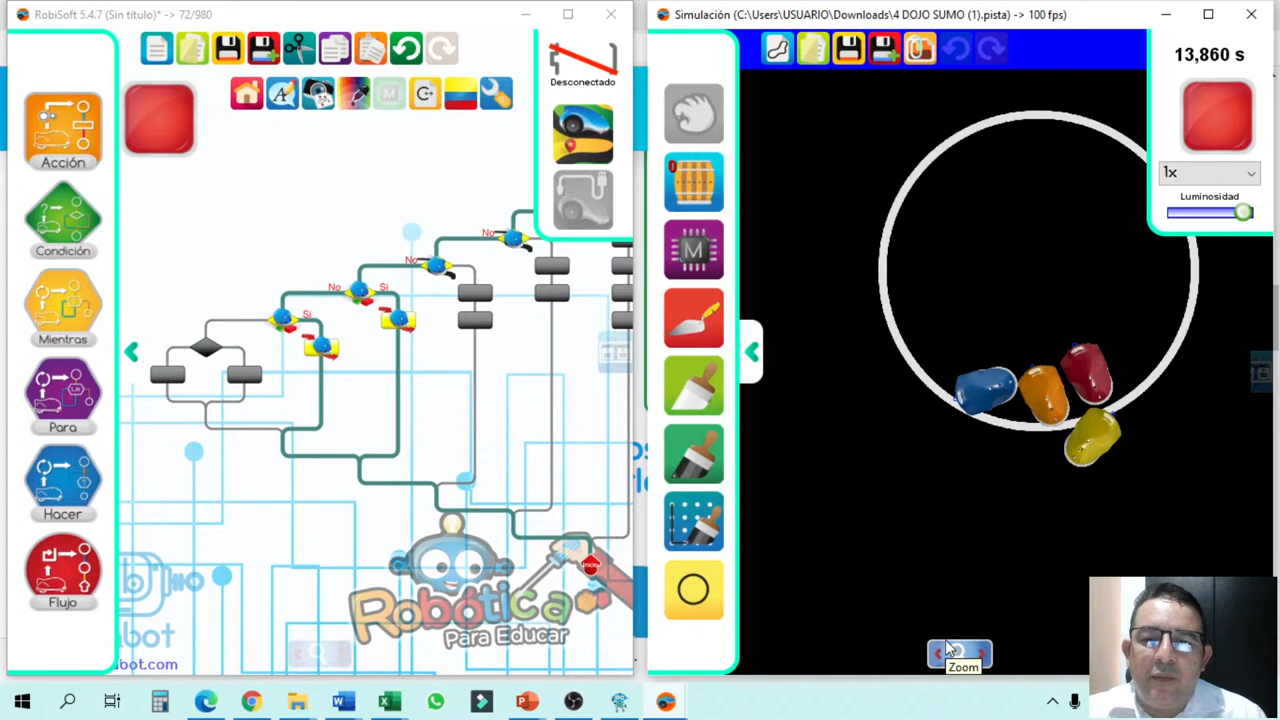 RobiSoft 5.4.7 (Sin título)* -> 72/980
Desconectado
Acción
Condición
Mientras
Para
Hacer
Flujo
No
No
No
Si
Si
Inicio
Robótica
Para Educar
bot
bot.com
Simulación (C:\Users\USUARIO\Downloads\4 DOJO SUMO (1).pista) -> 100 fps)
13,860 s
1x
Luminosidad
M
Zoom